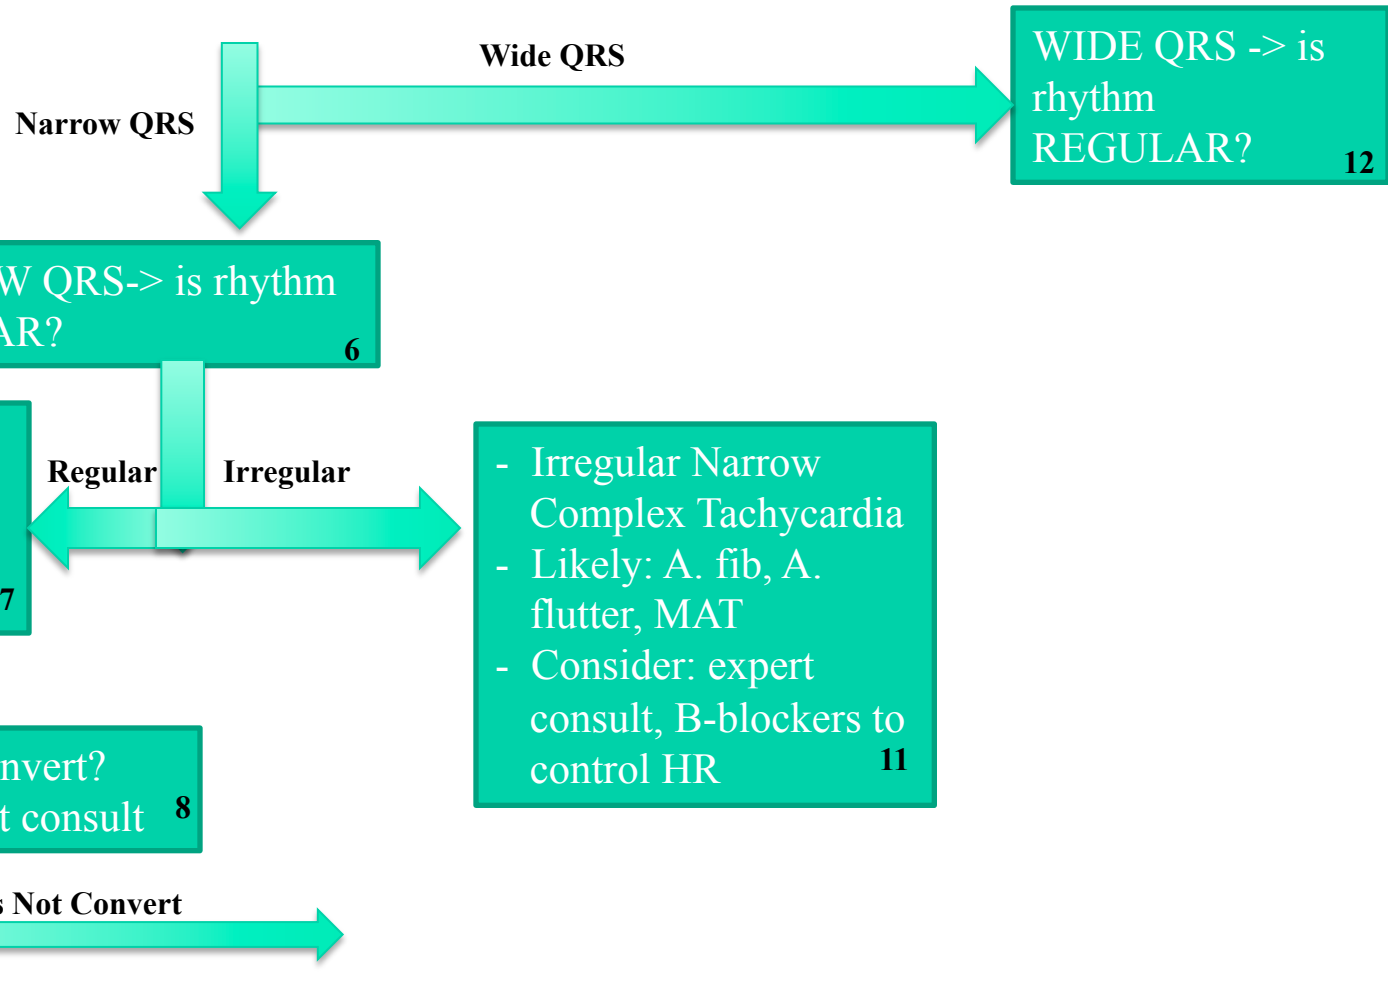 Wide QRS
WIDE QRS -> is
rhythm
REGULAR?
12
Narrow QRS
W QRS-> is rhythm
AR?
6
Regular
Irregular
7
- Irregular Narrow
Complex Tachycardia
- Likely: A. fib, A.
flutter, MAT
- Consider: expert
consult, B-blockers to
control HR
11
nvert?
t consult
8
s Not Convert